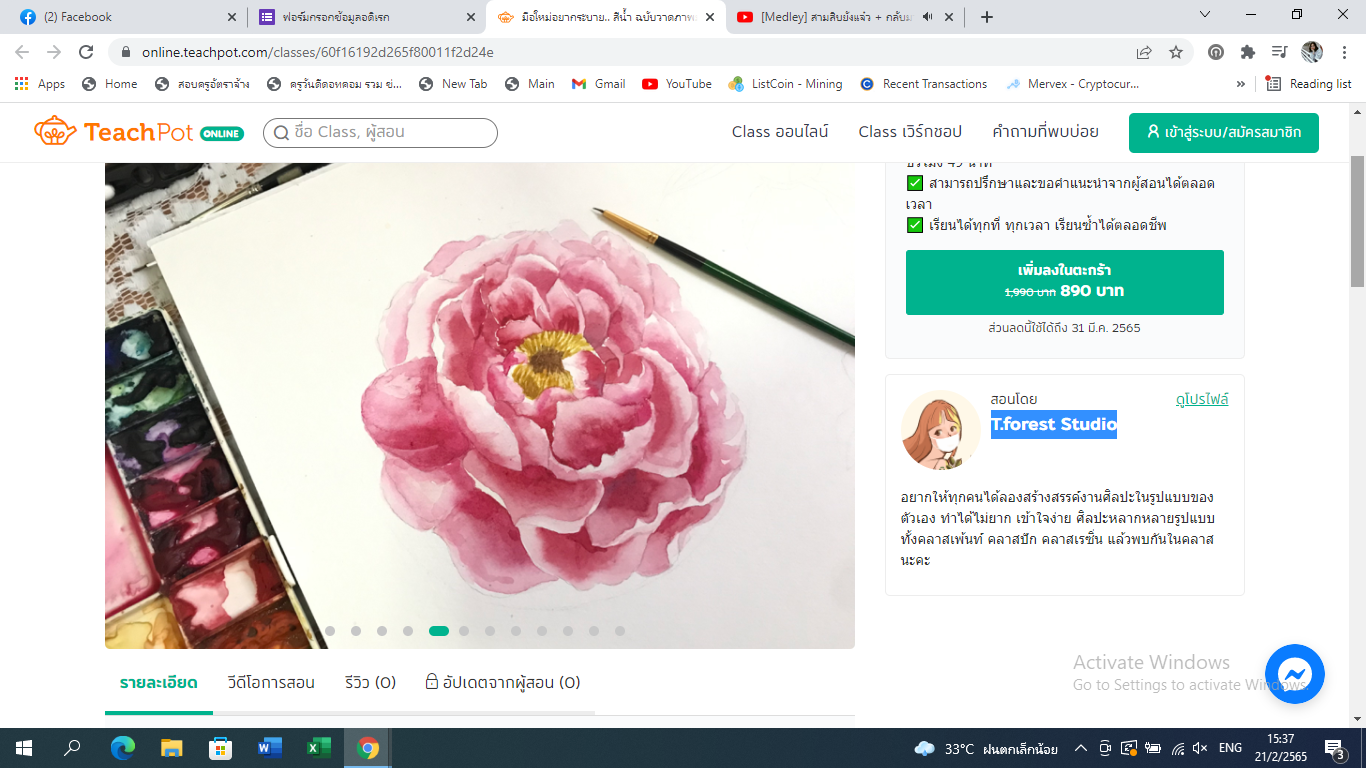 (2) Facebook
ฟอร์มกรอกข้อมูลอดิเรก
มือใหม่อยากระบาย.. สีน้ำ ฉบับวาดภาพ
[Medley] สามสิบยังแจ๋ว + กลับม
online.teachpot.com/classes/60f16192d265f80011f2d24e
Apps
Home
สอบครูอัตราจ้าง
ครูวันดีดอทคอม รวม ข่...
New Tab
Main
Gmail
YouTube
ListCoin - Mining
Recent Transactions
Mervex - Cryptocur...
»
Reading list
TeachPot ONLINE
ชื่อ Class, ผู้สอน
Class ออนไลน์
Class เวิร์กชอป
คำถามที่พบบ่อย
เข้าสู่ระบบ/สมัครสมาชิก
ชั่วโมง 49 นาที
✅ สามารถปรึกษาและขอคำแนะนำจากผู้สอนได้ตลอด
เวลา
✅ เรียนได้ทุกที่ ทุกเวลา เรียนซ้ำได้ตลอดชีพ
เพิ่มลงในตะกร้า
1,990 บาท 890 บาท
ส่วนลดนี้ใช้ได้ถึง 31 มี.ค. 2565
สอนโดย
ดูโปรไฟล์
T.forest Studio
อยากให้ทุกคนได้ลองสร้างสรรค์งานศิลปะในรูปแบบของ
ตัวเอง ทำได้ไม่ยาก เข้าใจง่าย ศิลปะหลากหลายรูปแบบ
ทั้งคลาสเพ้นท์ คลาสปัก คลาสเรซิ่น แล้วพบกันในคลาส
นะคะ
รายละเอียด
วีดีโอการสอน
รีวิว (0)
อัปเดตจากผู้สอน (0)
Activate Windows
Go to Settings to activate Windows.
33°C ฝนตกเล็กน้อย
ENG
15:37
21/2/2565
3